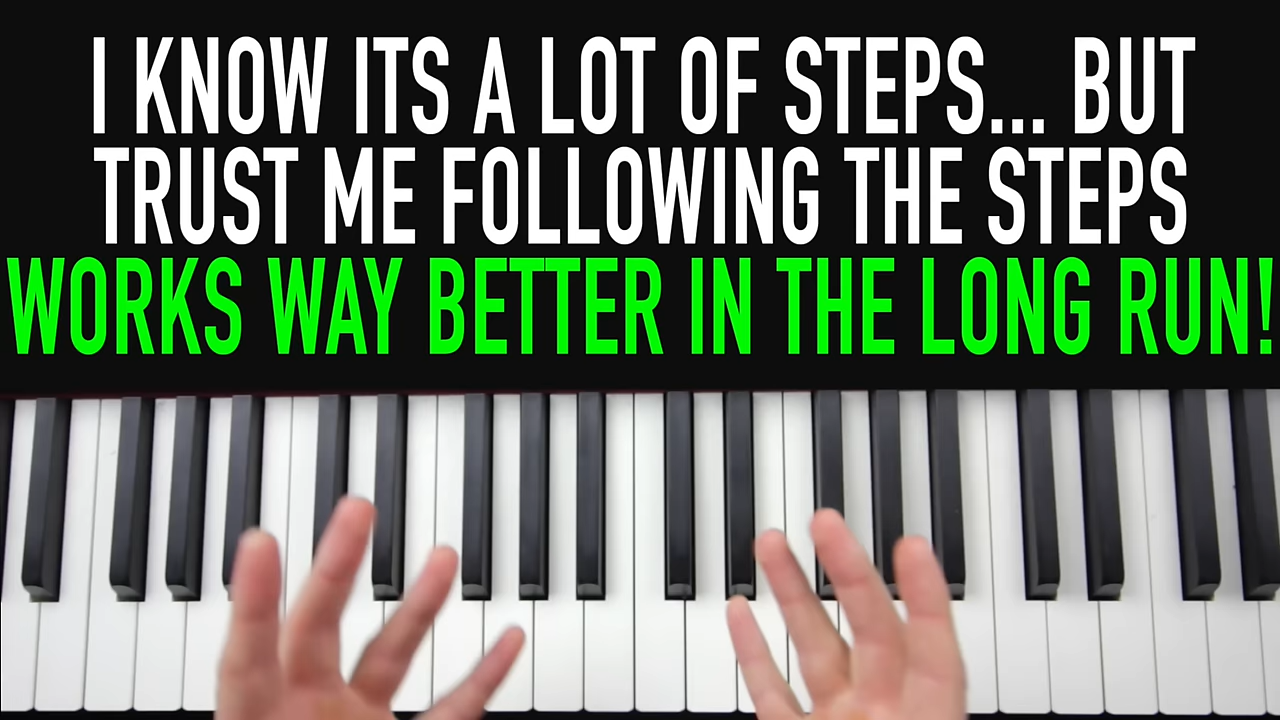 I KNOW ITS A LOT OF STEPS... BUT
TRUST ME FOLLOWING THE STEPS
WORKS WAY BETTER IN THE LONG RUN!